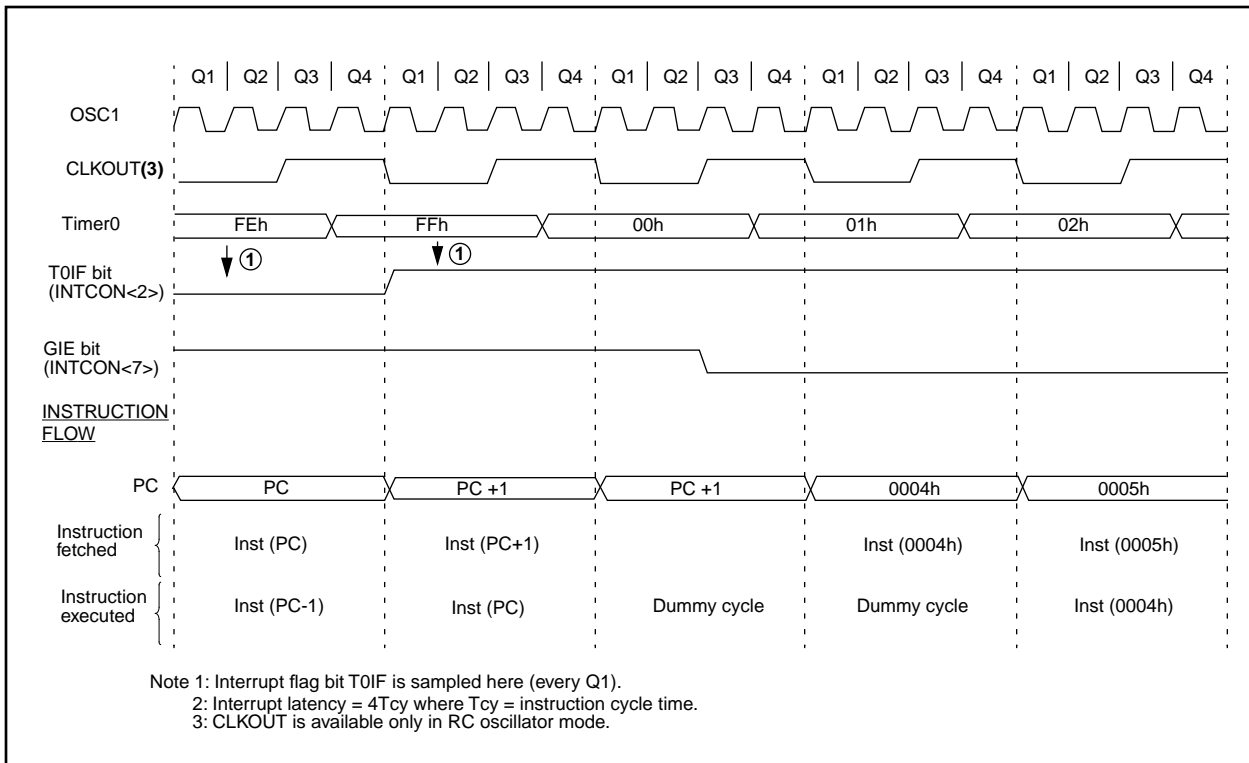 Q1 Q2 Q3 Q4 Q1 Q2 Q3 Q4 Q1 Q2 Q3 Q4 Q1 Q2 Q3 Q4 Q1 Q2 Q3 Q4
OSC1
CLKOUT(3)
Timer0 FEh FFh 00h 01h 02h
1 1
T0IF bit
(INTCON<2>)
GIE bit
(INTCON<7>)
INSTRUCTION
FLOW
PC PC PC +1 PC +1 0004h 0005h
Instruction
fetched
Inst (PC) Inst (PC+1) Inst (0004h) Inst (0005h)
Instruction
executed
Inst (PC-1) Inst (PC) Dummy cycle Dummy cycle Inst (0004h)
Note 1: Interrupt flag bit T0IF is sampled here (every Q1).
2: Interrupt latency = 4Tcy where Tcy = instruction cycle time.
3: CLKOUT is available only in RC oscillator mode.